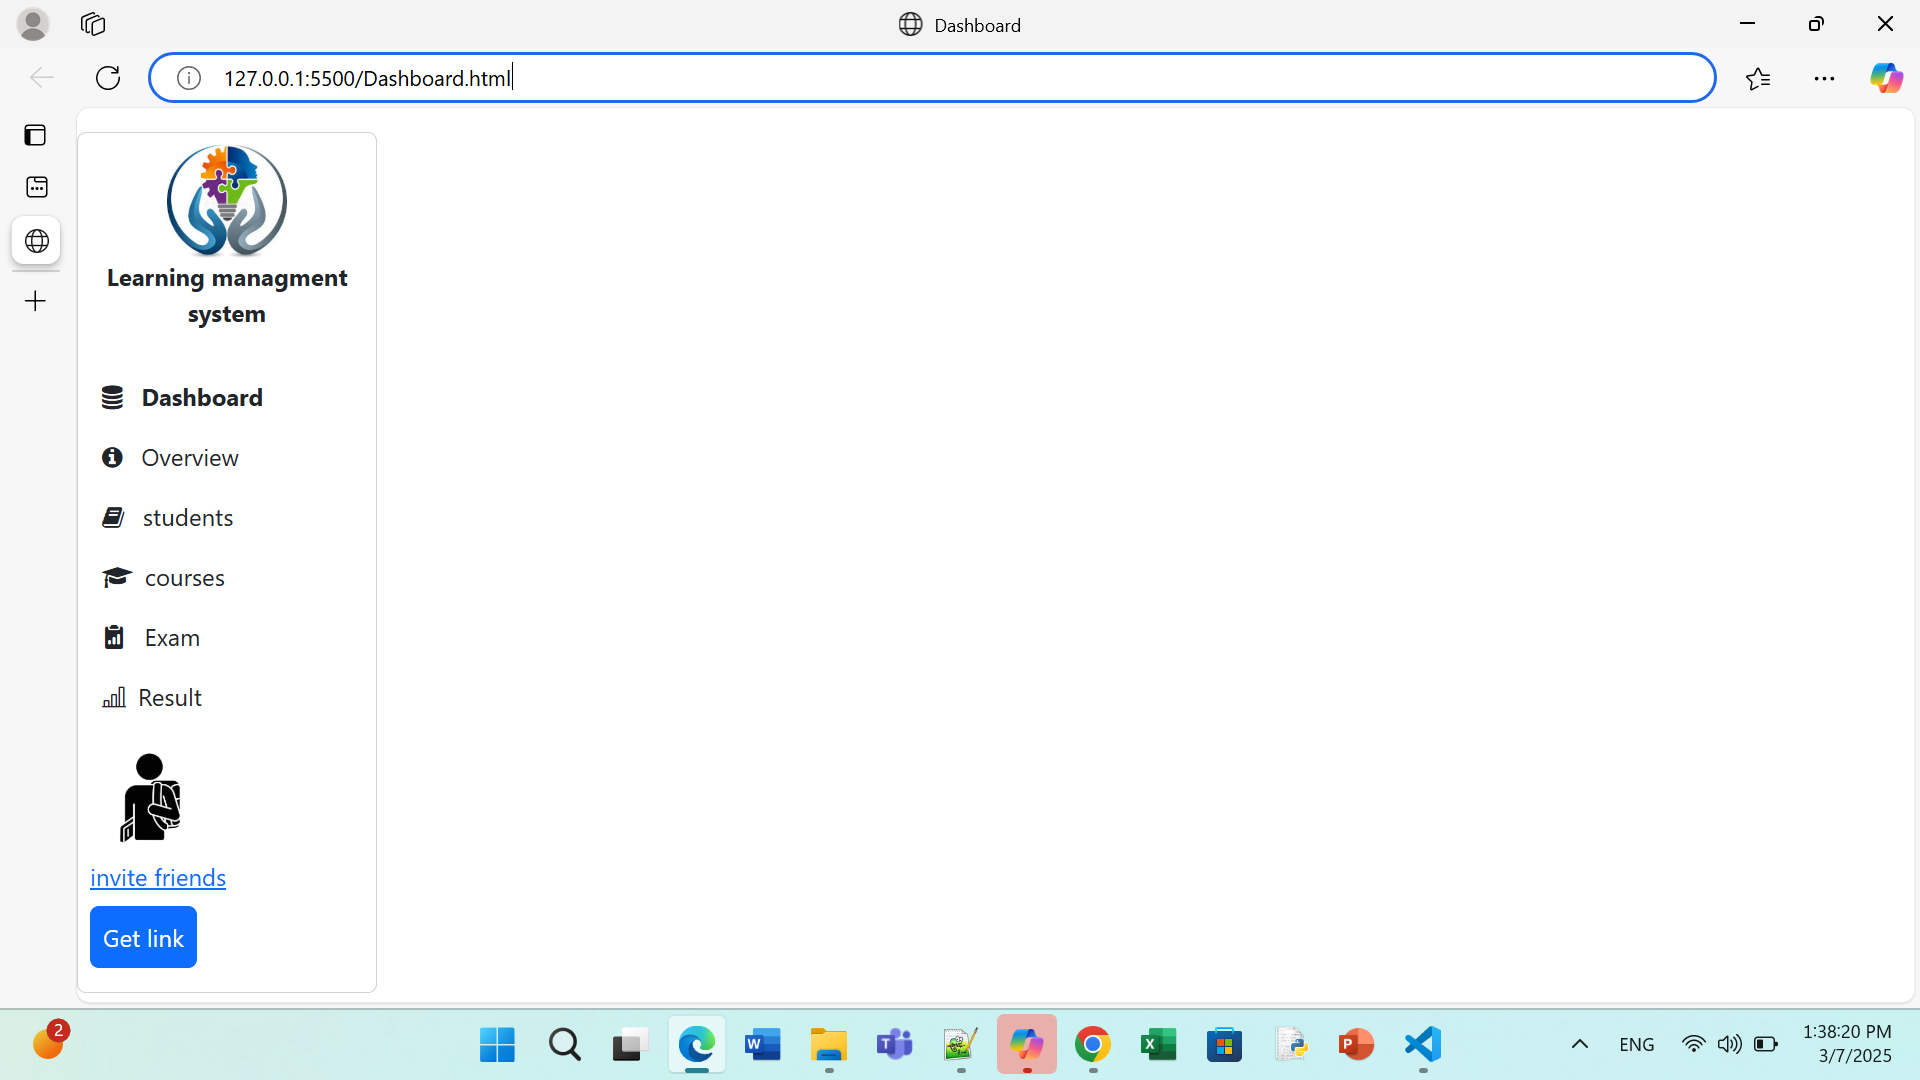 Dashboard
127.0.0.1:5500/Dashboard.html
Learning managment
system
Dashboard
Overview
students
courses
Exam
Result
invite friends
Get link
2
W
T
X
P
ENG
1:38:20 PM
3/7/2025